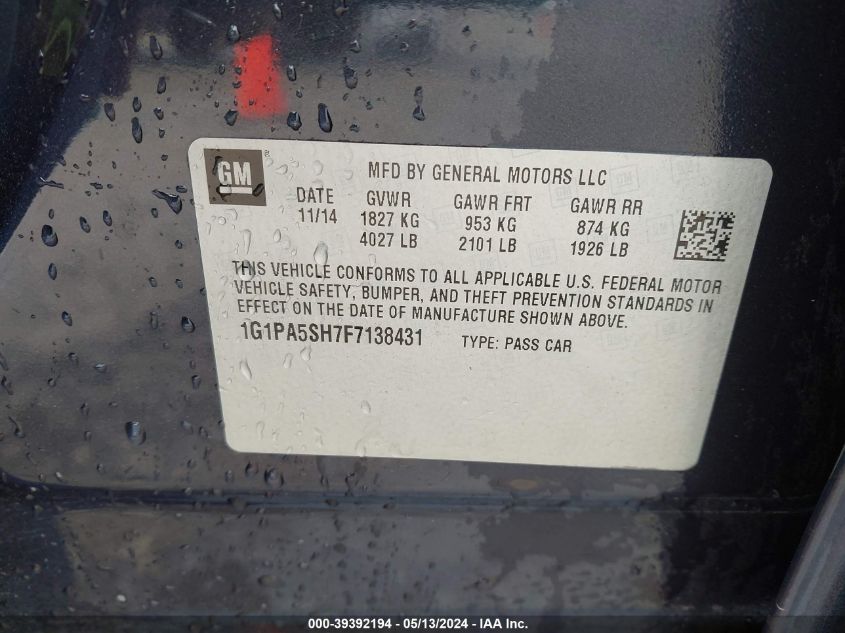 GM
MFD BY GENERAL MOTORS LLC
DATE GVWR GAWR FRT GAWR RR
11/14 1827 KG 953 KG 874 KG
4027 LB 2101 LB 1926 LB
THIS VEHICLE CONFORMS TO ALL APPLICABLE U.S. FEDERAL MOTOR
VEHICLE SAFETY, BUMPER, AND THEFT PREVENTION STANDARDS IN
EFFECT ON THE DATE OF MANUFACTURE SHOWN ABOVE.
1G1PA5SH7F7138431 TYPE: PASS CAR
000-39392194 - 05/13/2024 - IAA Inc.